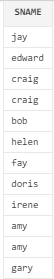 SNAME
jay
edward
craig
craig
bob
helen
fay
doris
irene
amy
amy
gary